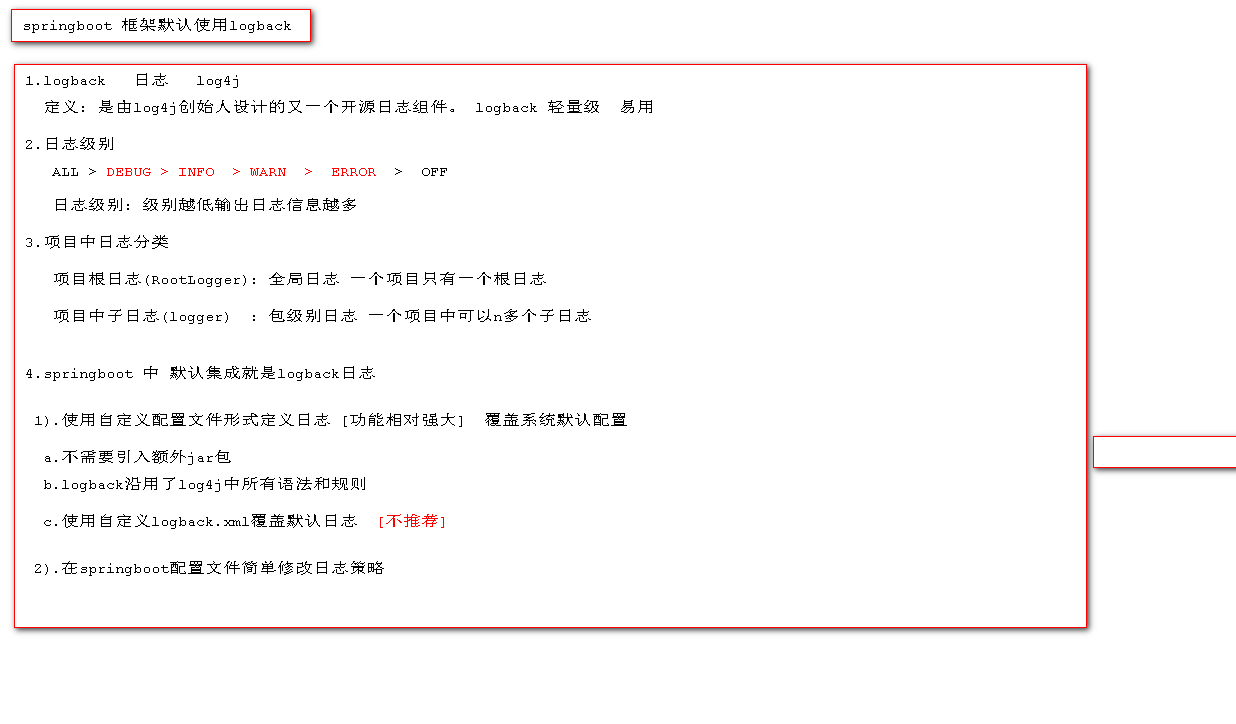 springboot 框架默认使用logback
1.logback 日志 log4j
定义: 是由log4j创始人设计的又一个开源日志组件。 logback 轻量级 易用
2.日志级别
ALL > DEBUG > INFO > WARN > ERROR > OFF
日志级别: 级别越低输出日志信息越多
3.项目中日志分类
项目根日志(RootLogger): 全局日志 一个项目只有一个根日志
项目中子日志(logger) : 包级别日志 一个项目中可以n多个子日志
4.springboot 中 默认集成就是logback日志
1).使用自定义配置文件形式定义日志 [功能相对强大] 覆盖系统默认配置
a.不需要引入额外jar包
b.logback沿用了log4j中所有语法和规则
c.使用自定义logback.xml覆盖默认日志 [不推荐]
2).在springboot配置文件简单修改日志策略